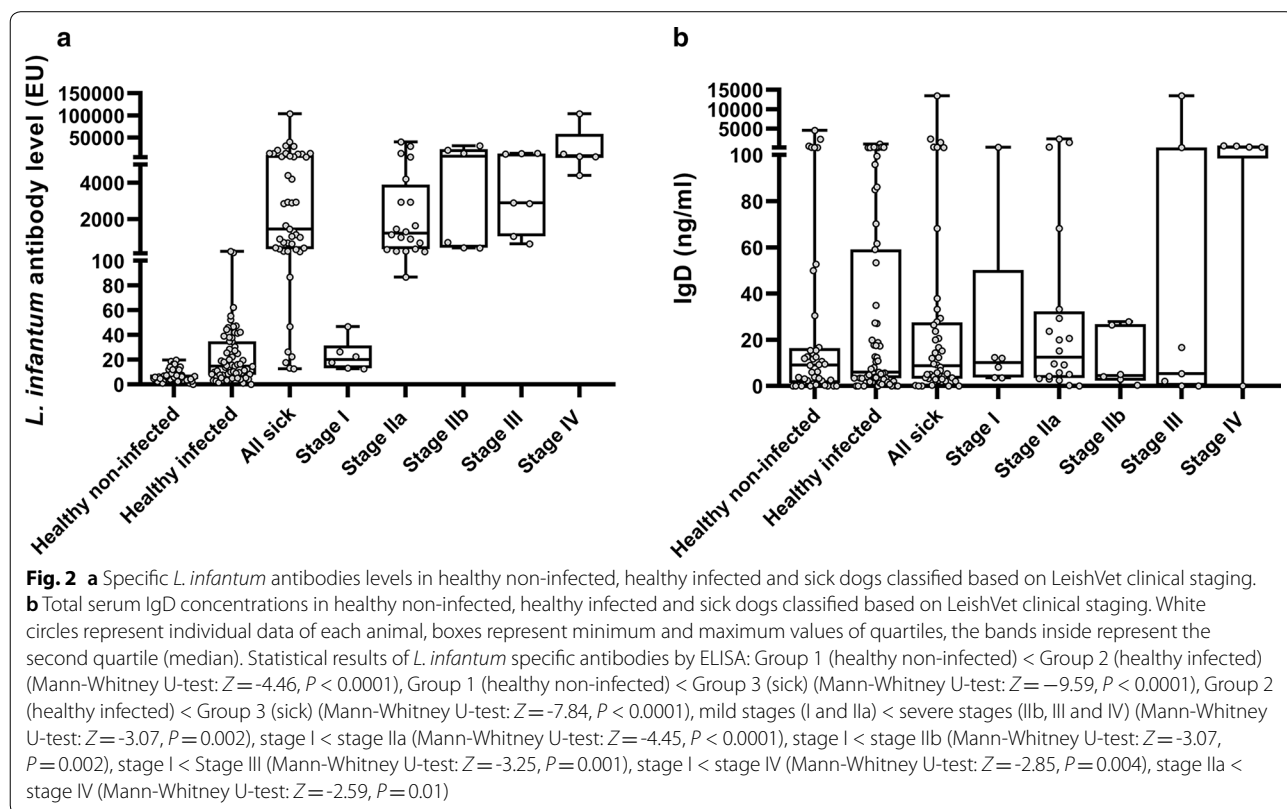 a
L. infantum antibody level (EU)
150000
100000
50000
4000
2000
100
80
60
40
20
0
Healthy non-infected
Healthy infected
All sick
Stage I
Stage IIa
Stage IIb
Stage III
Stage IV
b
IgD (ng/ml)
15000
10000
5000
100
80
60
40
20
0
Healthy non-infected
Healthy infected
All sick
Stage I
Stage IIa
Stage IIb
Stage III
Stage IV
Fig. 2 a Specific L. infantum antibodies levels in healthy non-infected, healthy infected and sick dogs classified based on LeishVet clinical staging.
b Total serum IgD concentrations in healthy non-infected, healthy infected and sick dogs classified based on LeishVet clinical staging. White
circles represent individual data of each animal, boxes represent minimum and maximum values of quartiles, the bands inside represent the
second quartile (median). Statistical results of L. infantum specific antibodies by ELISA: Group 1 (healthy non-infected) < Group 2 (healthy infected)
(Mann-Whitney U-test: Z = -4.46, P < 0.0001), Group 1 (healthy non-infected) < Group 3 (sick) (Mann-Whitney U-test: Z = −9.59, P < 0.0001), Group 2
(healthy infected) < Group 3 (sick) (Mann-Whitney U-test: Z = -7.84, P < 0.0001), mild stages (I and IIa) < severe stages (IIb, III and IV) (Mann-Whitney
U-test: Z = -3.07, P = 0.002), stage I < stage IIa (Mann-Whitney U-test: Z = -4.45, P < 0.0001), stage I < stage IIb (Mann-Whitney U-test: Z = -3.07,
P = 0.002), stage I < Stage III (Mann-Whitney U-test: Z = -3.25, P = 0.001), stage I < stage IV (Mann-Whitney U-test: Z = -2.85, P = 0.004), stage IIa <
stage IV (Mann-Whitney U-test: Z = -2.59, P = 0.01)